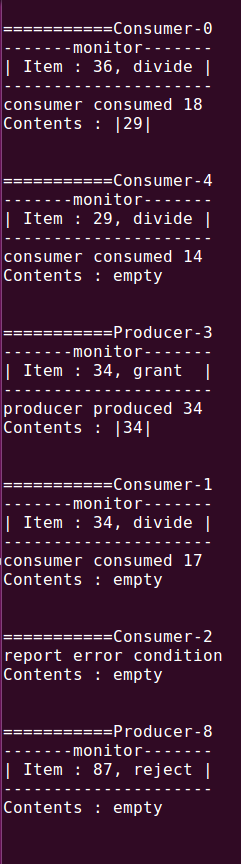 ===========Consumer-0
-------monitor-------
| Item : 36, divide |
---------------------
consumer consumed 18
Contents : |29|
===========Consumer-4
-------monitor-------
| Item : 29, divide |
---------------------
consumer consumed 14
Contents : empty
===========Producer-3
-------monitor-------
| Item : 34, grant  |
---------------------
producer produced 34
Contents : |34|
===========Consumer-1
-------monitor-------
| Item : 34, divide |
---------------------
consumer consumed 17
Contents : empty
===========Consumer-2
report error condition
Contents : empty
===========Producer-8
-------monitor-------
| Item : 87, reject |
---------------------
Contents : empty